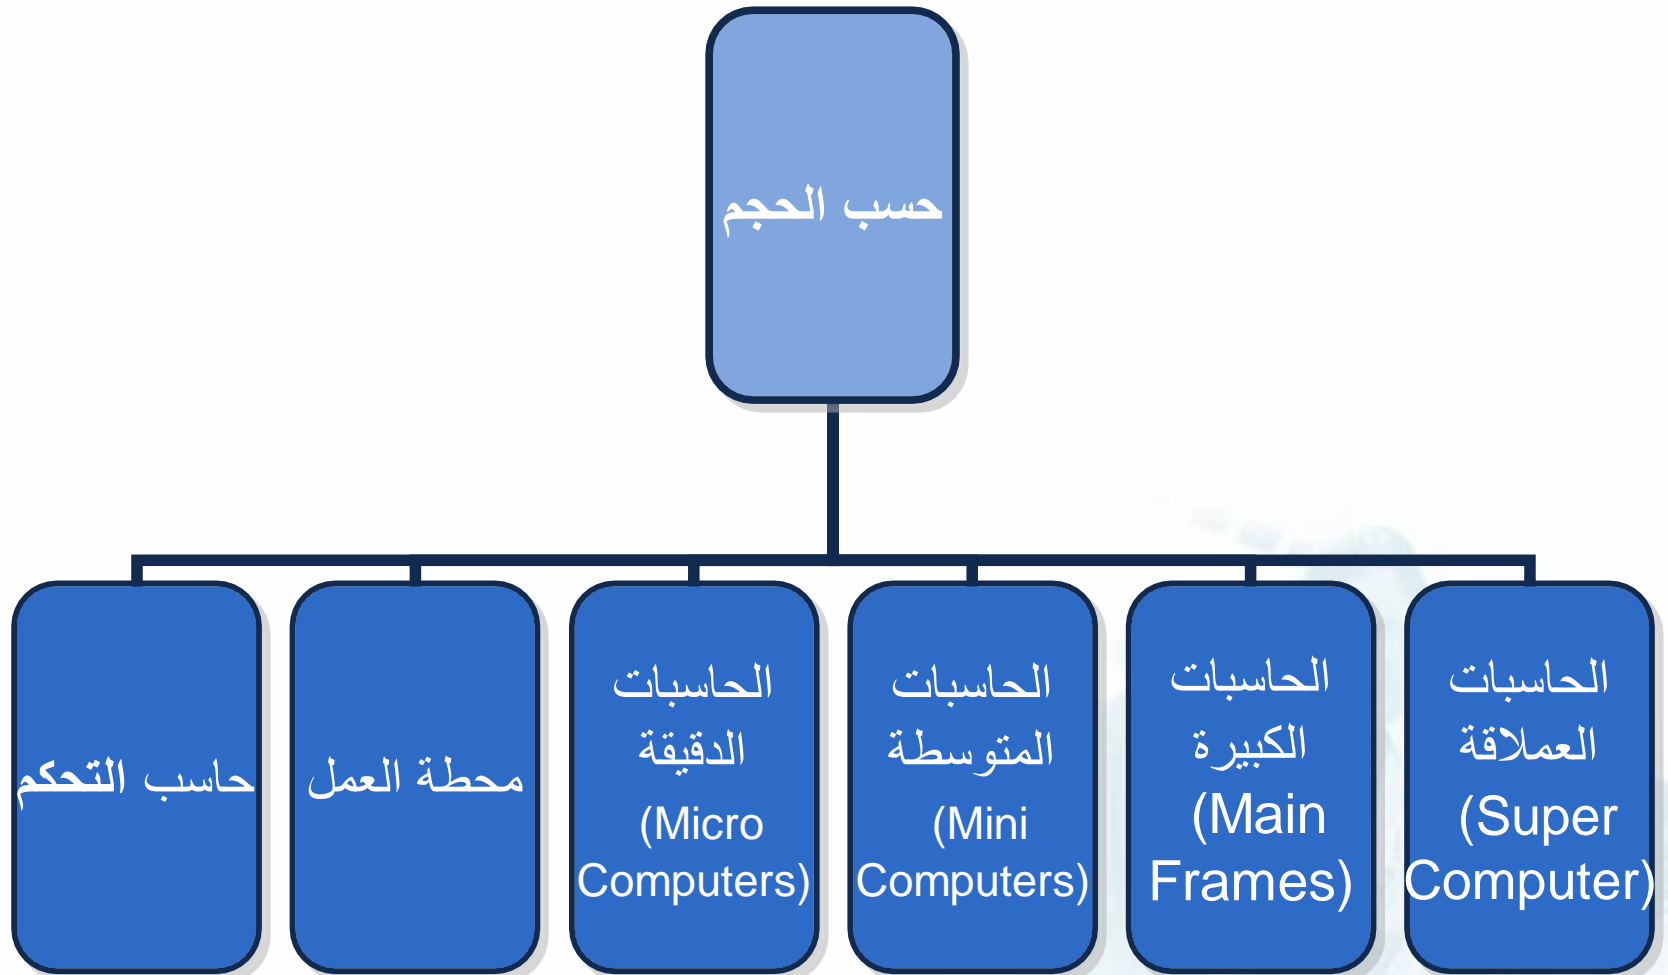 حسب الحجم
الحاسبات
العملاقة
(Super
Computer)
الحاسبات
الكبيرة
(Main
Frames)
الحاسبات
المتوسطة
(Mini
Computers)
الحاسبات
الدقيقة
(Micro
Computers)
محطة العمل
حاسب التحكم